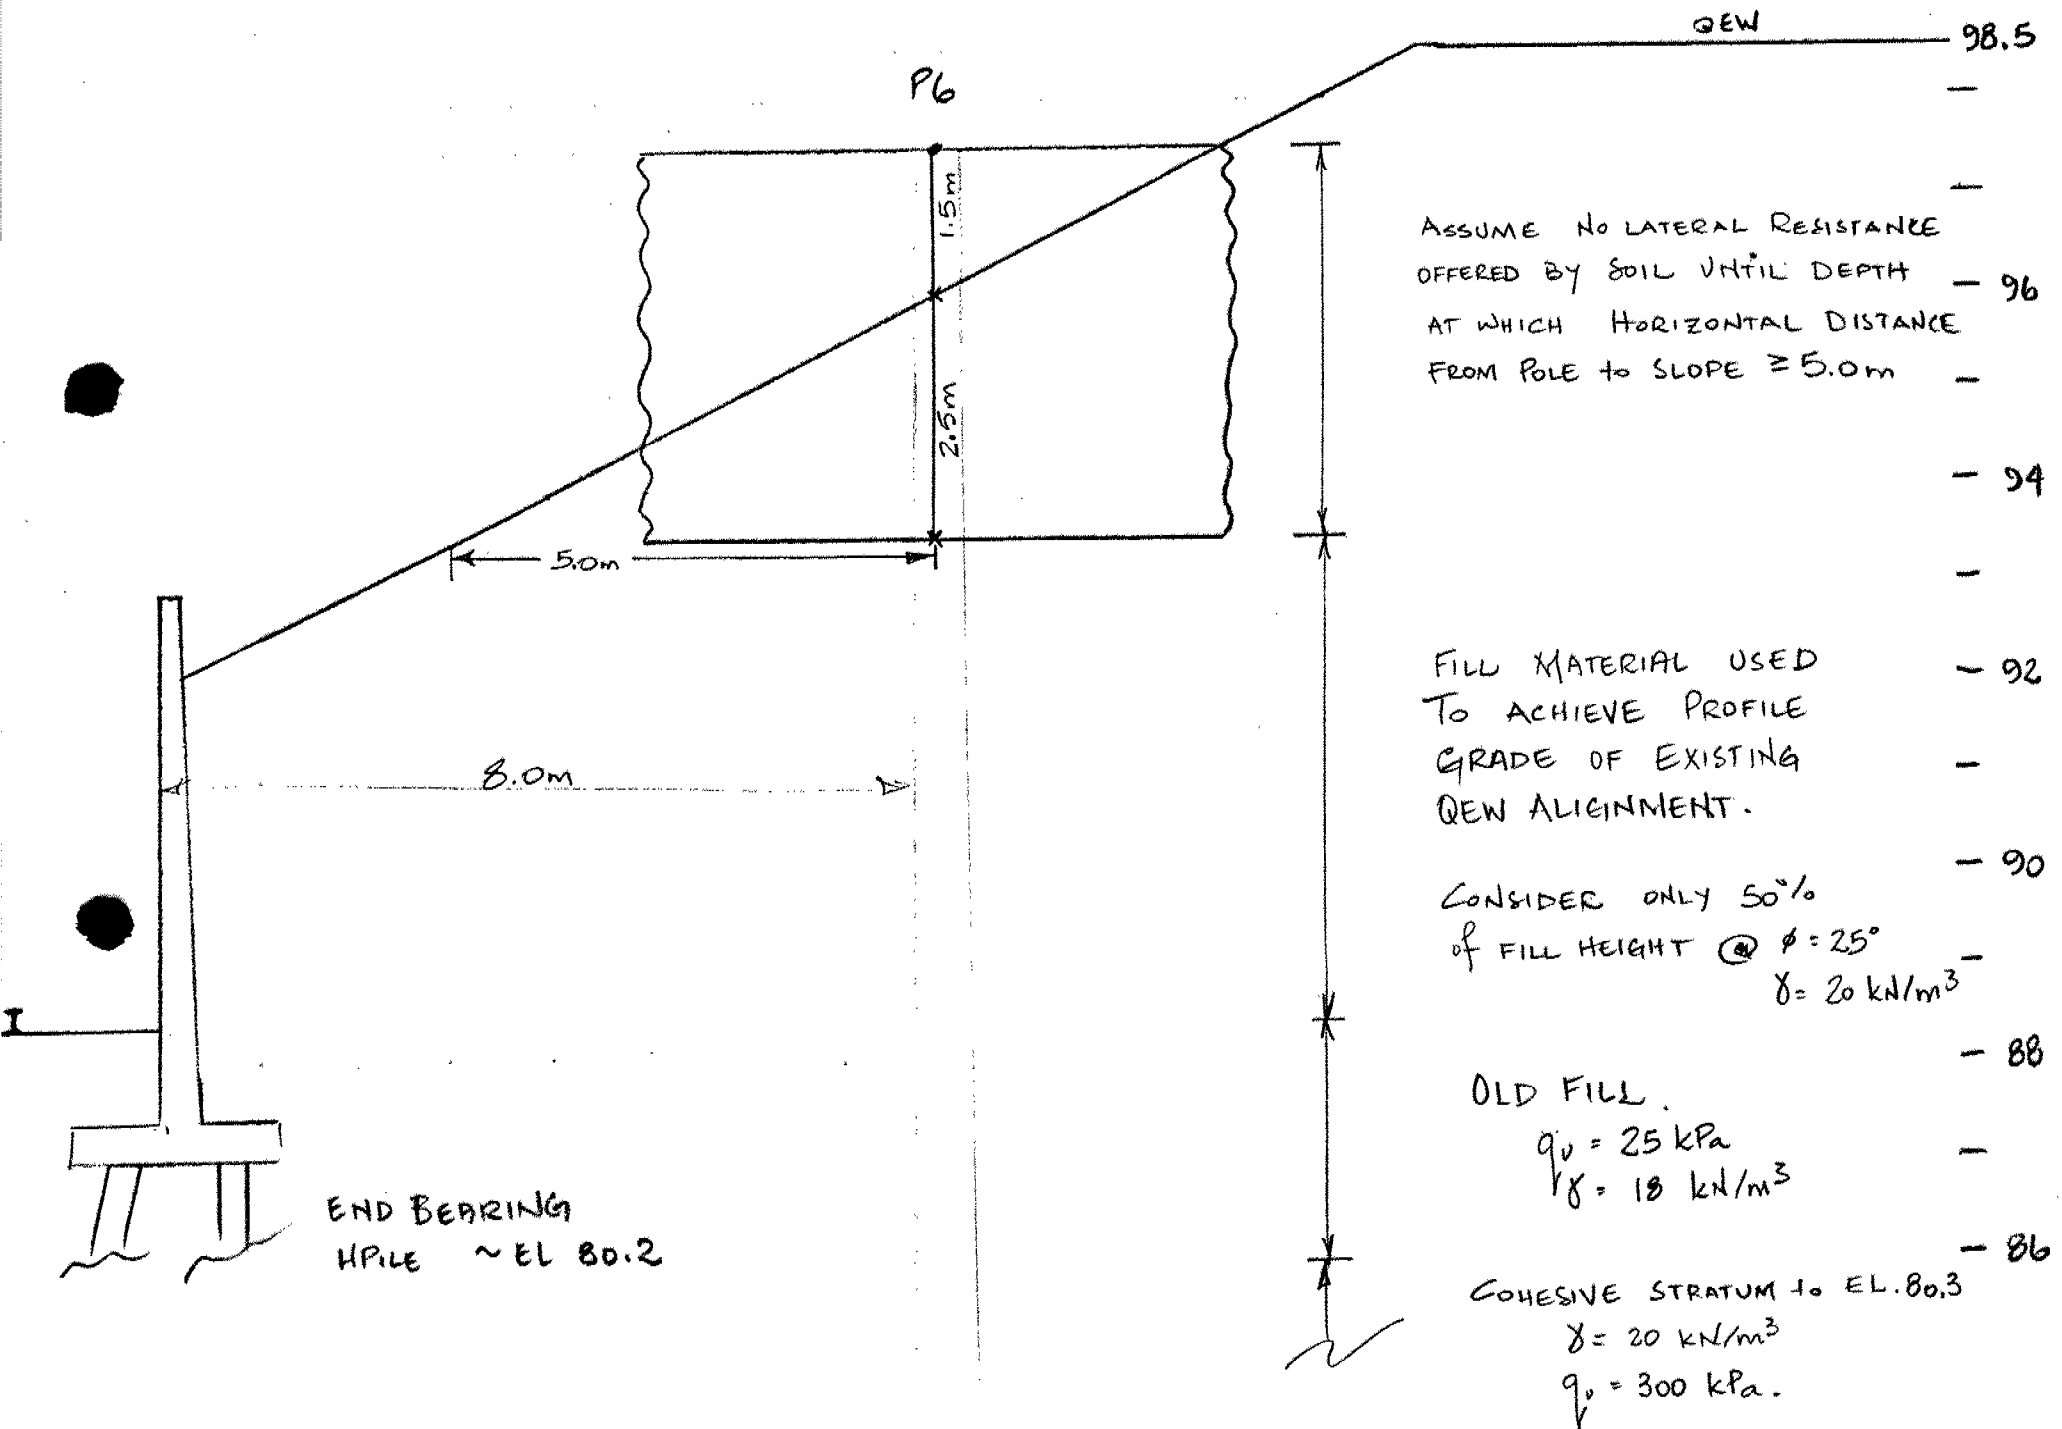 QEW
98.5
P6
1.5m
ASSUME NO LATERAL RESISTANCE
OFFERED BY SOIL UNTIL DEPTH
AT WHICH HORIZONTAL DISTANCE
FROM POLE to SLOPE ≥ 5.0m
96
2.5m
94
5.0m
FILL MATERIAL USED
TO ACHIEVE PROFILE
GRADE OF EXISTING
QEW ALIGNMENT.
92
8.0m
90
CONSIDER ONLY 50%
of FILL HEIGHT @ ø = 25°
γ = 20 kN/m³
I
88
OLD FILL.
qu = 25 kPa
γ = 18 kN/m³
END BEARING
HPILE ~ EL 80.2
86
COHESIVE STRATUM to EL. 80.3
γ = 20 kN/m³
qu = 300 kPa.